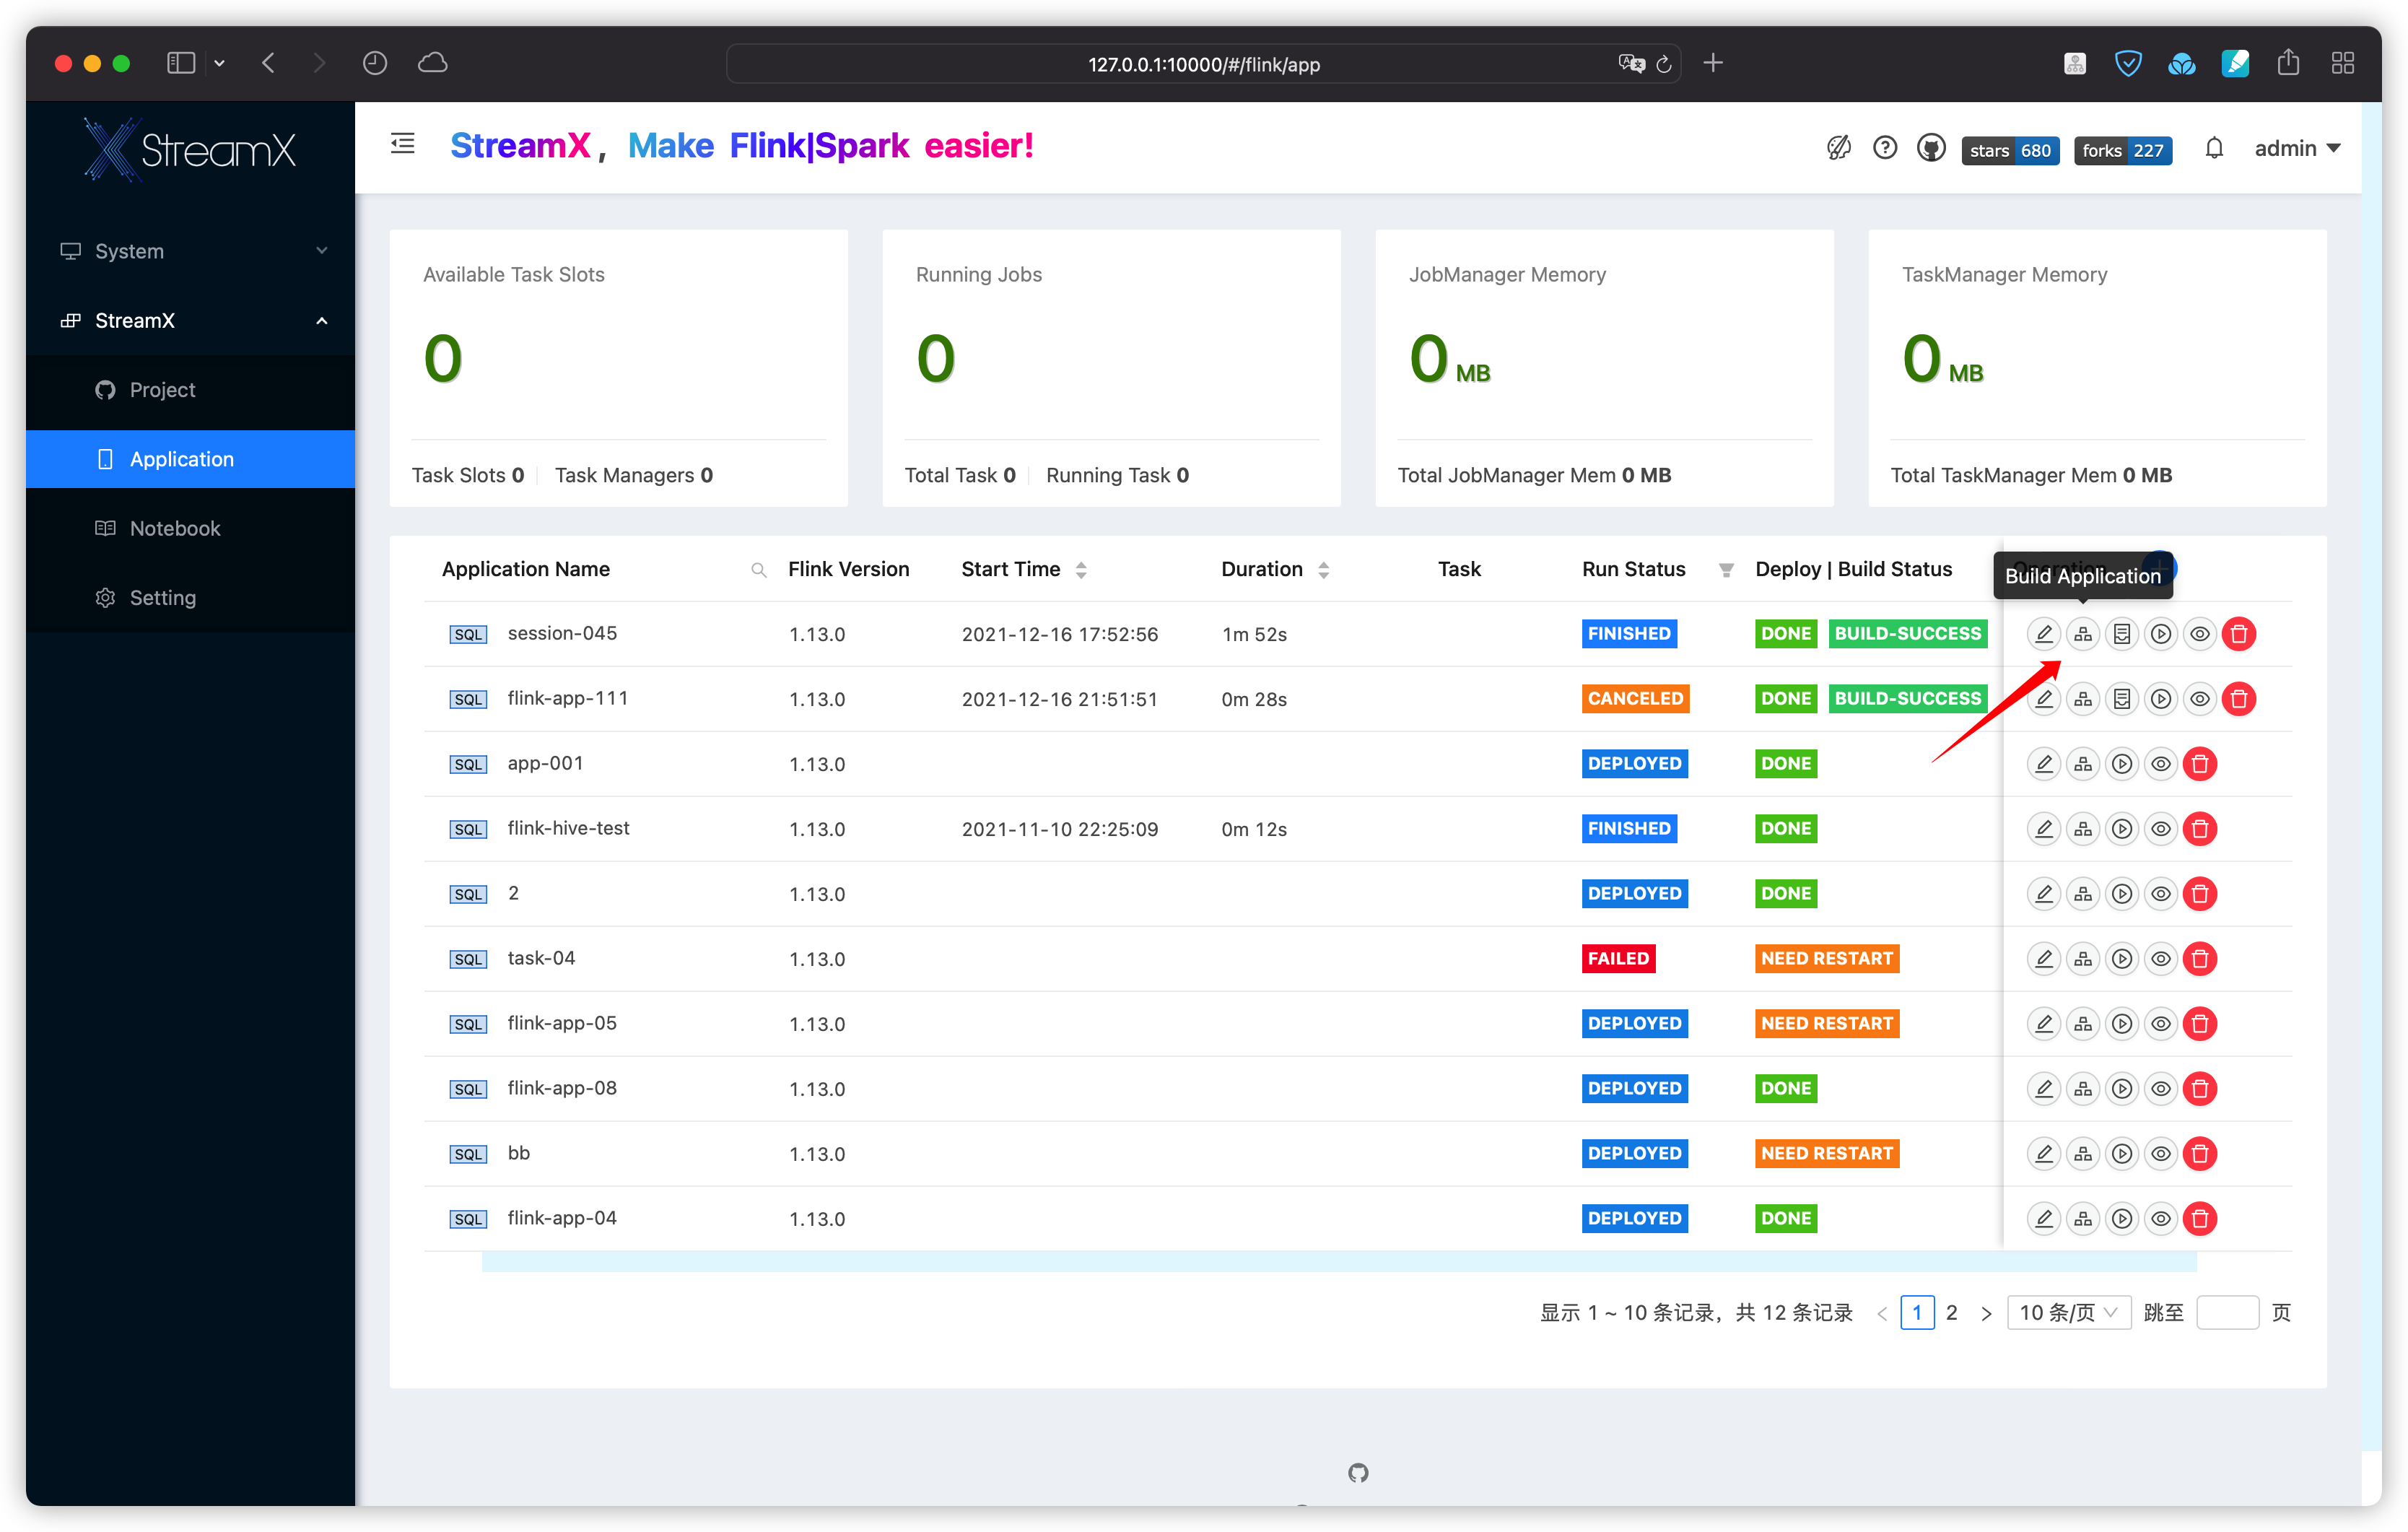 127.0.0.1:10000/#/flink/app
StreamX
StreamX, Make Flink|Spark easier!
stars 680
forks 227
admin
System
StreamX
Project
Application
Notebook
Setting
Available Task Slots
0
Task Slots 0 Task Managers 0
Running Jobs
0
Total Task 0 Running Task 0
JobManager Memory
0 MB
Total JobManager Mem 0 MB
TaskManager Memory
0 MB
Total TaskManager Mem 0 MB
Application Name Flink Version Start Time Duration Task Run Status Deploy | Build Status Operation
Build Application
SQL session-045 1.13.0 2021-12-16 17:52:56 1m 52s FINISHED DONE BUILD-SUCCESS
SQL flink-app-111 1.13.0 2021-12-16 21:51:51 0m 28s CANCELED DONE BUILD-SUCCESS
SQL app-001 1.13.0 DEPLOYED DONE
SQL flink-hive-test 1.13.0 2021-11-10 22:25:09 0m 12s FINISHED DONE
SQL 2 1.13.0 DEPLOYED DONE
SQL task-04 1.13.0 FAILED NEED RESTART
SQL flink-app-05 1.13.0 DEPLOYED NEED RESTART
SQL flink-app-08 1.13.0 DEPLOYED DONE
SQL bb 1.13.0 DEPLOYED NEED RESTART
SQL flink-app-04 1.13.0 DEPLOYED DONE
显示 1 ~ 10 条记录，共 12 条记录 < 1 2 > 10 条/页 跳至 页